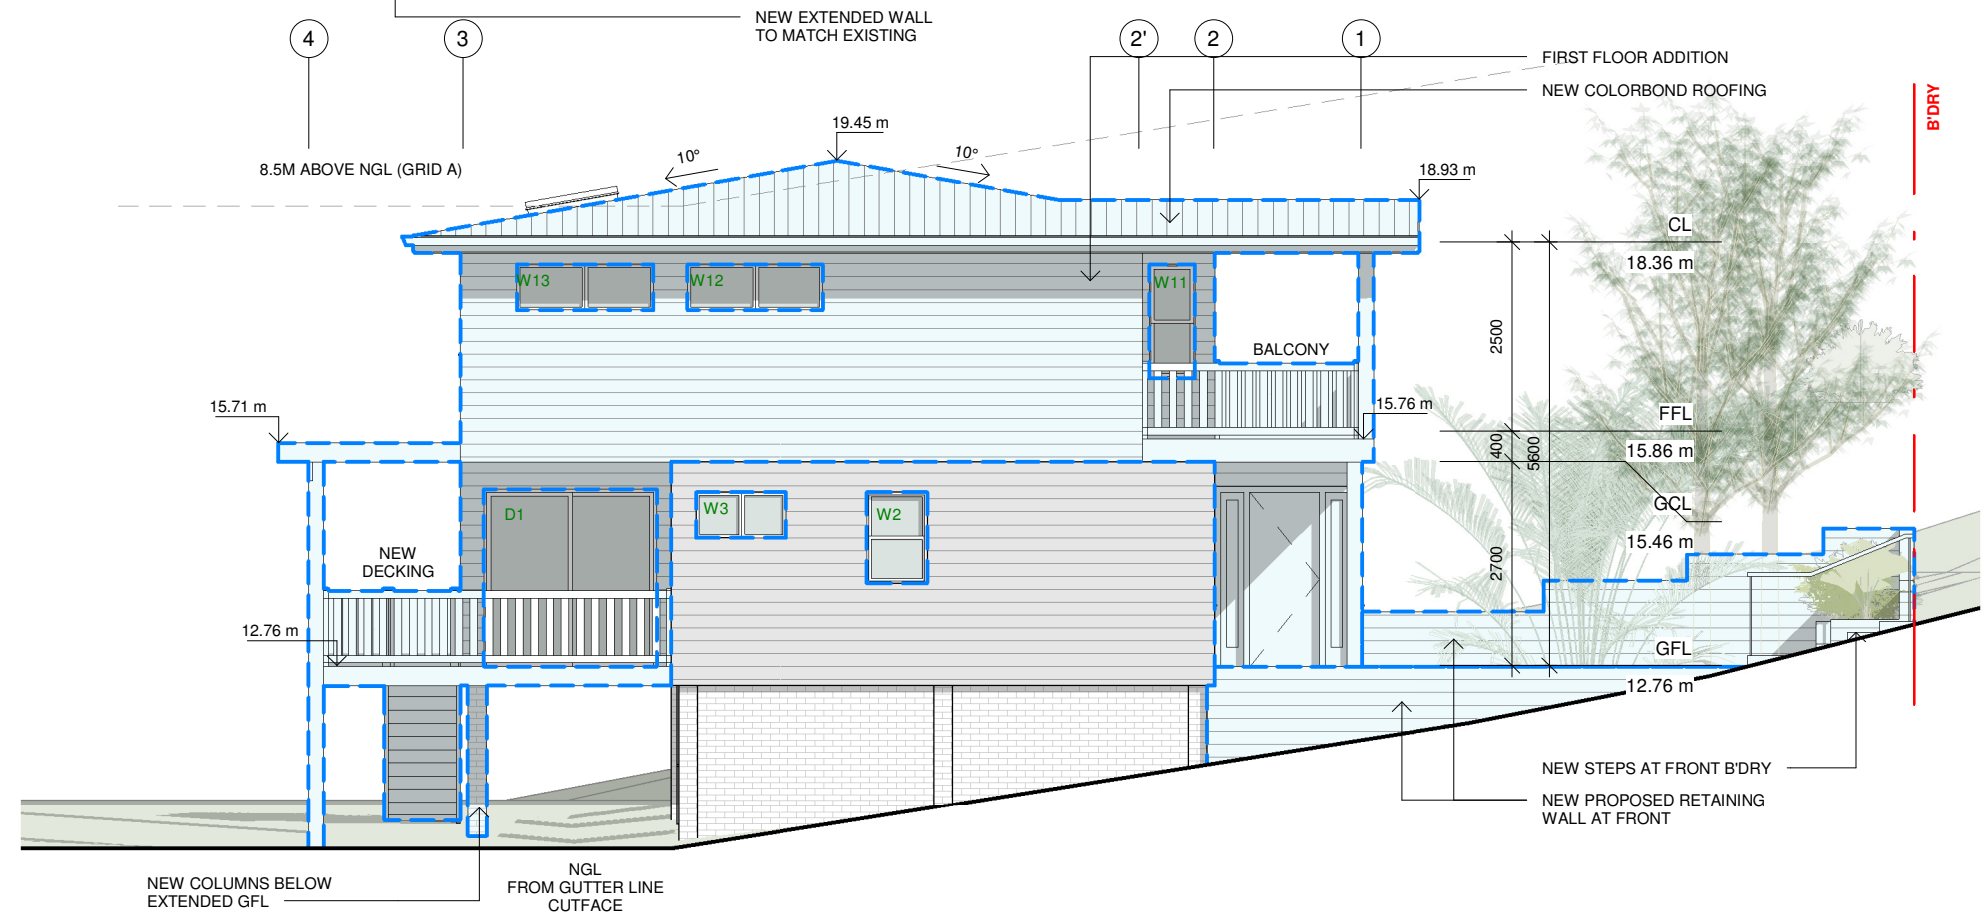 NEW EXTENDED WALL
TO MATCH EXISTING
4
3
2'
2
1
FIRST FLOOR ADDITION
NEW COLORBOND ROOFING
B'DRY
19.45 m
10°
10°
8.5M ABOVE NGL (GRID A)
18.93 m
CL
18.36 m
W13
W12
W11
2500
BALCONY
15.71 m
15.76 m
FFL
15.86 m
400
5600
GCL
15.46 m
D1
W3
W2
NEW
DECKING
2700
12.76 m
GFL
12.76 m
NEW STEPS AT FRONT B'DRY
NEW PROPOSED RETAINING
WALL AT FRONT
NEW COLUMNS BELOW
EXTENDED GFL
NGL
FROM GUTTER LINE
CUTFACE